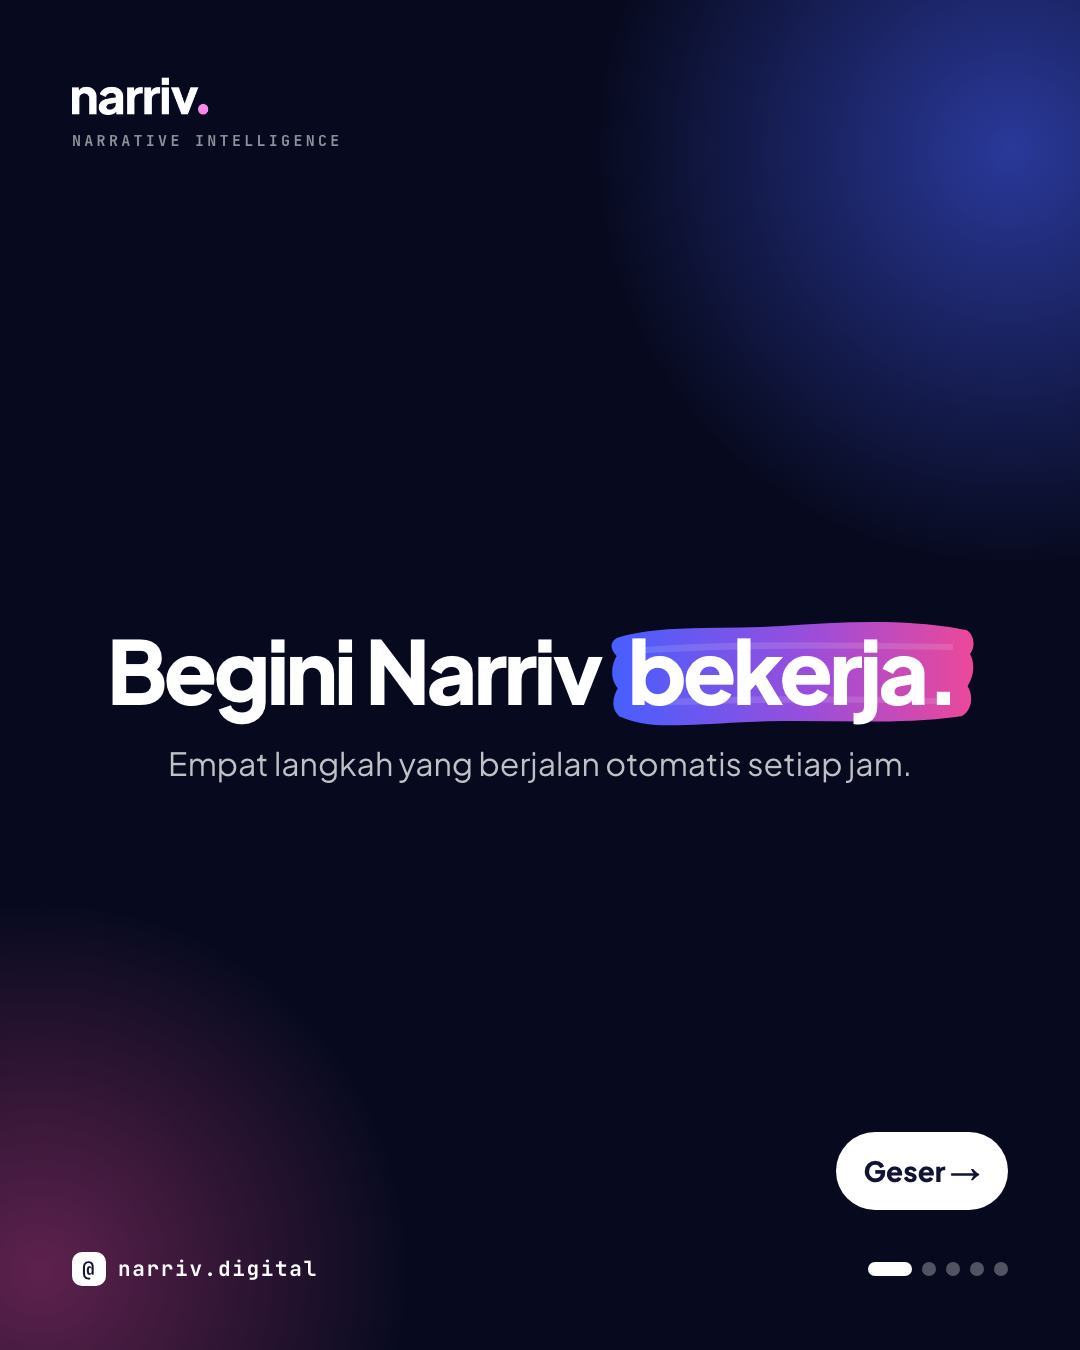 narriv.
NARRATIVE INTELLIGENCE
Begini Narriv bekerja.
Empat langkah yang berjalan otomatis setiap jam.
Geser →
@ narriv.digital